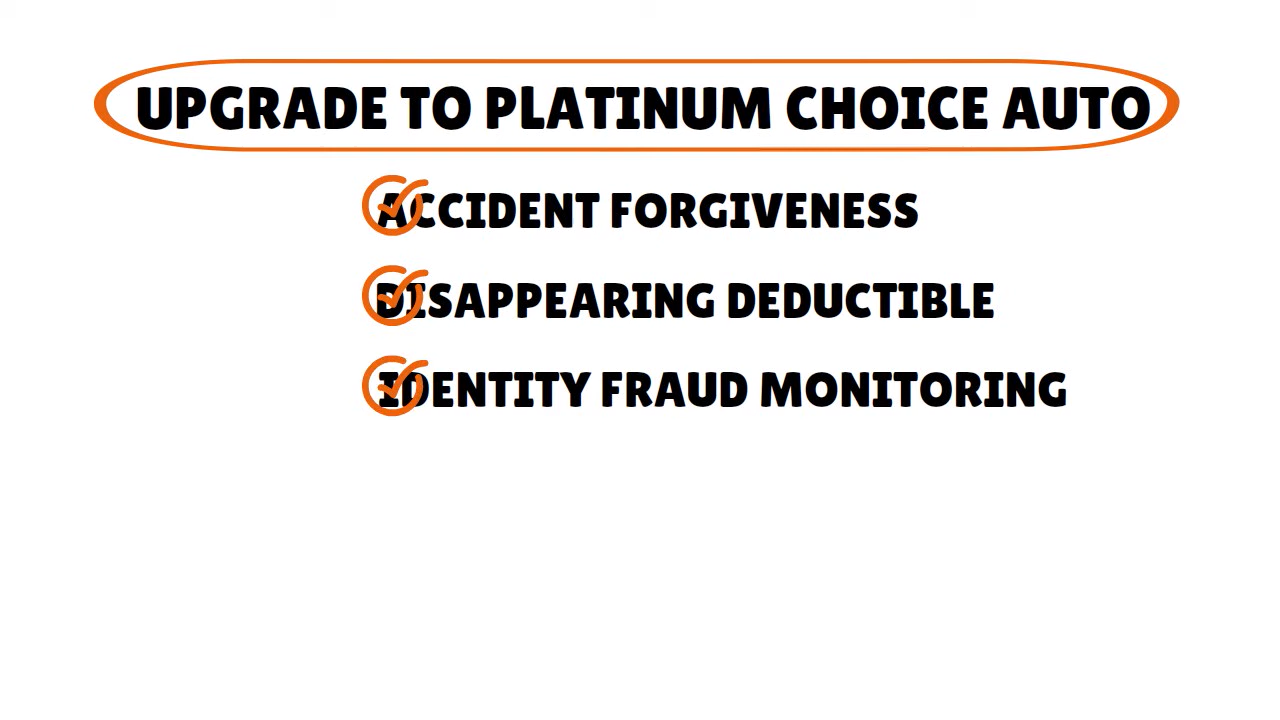 UPGRADE TO PLATINUM CHOICE AUTO
ACCIDENT FORGIVENESS
DISAPPEARING DEDUCTIBLE
IDENTITY FRAUD MONITORING